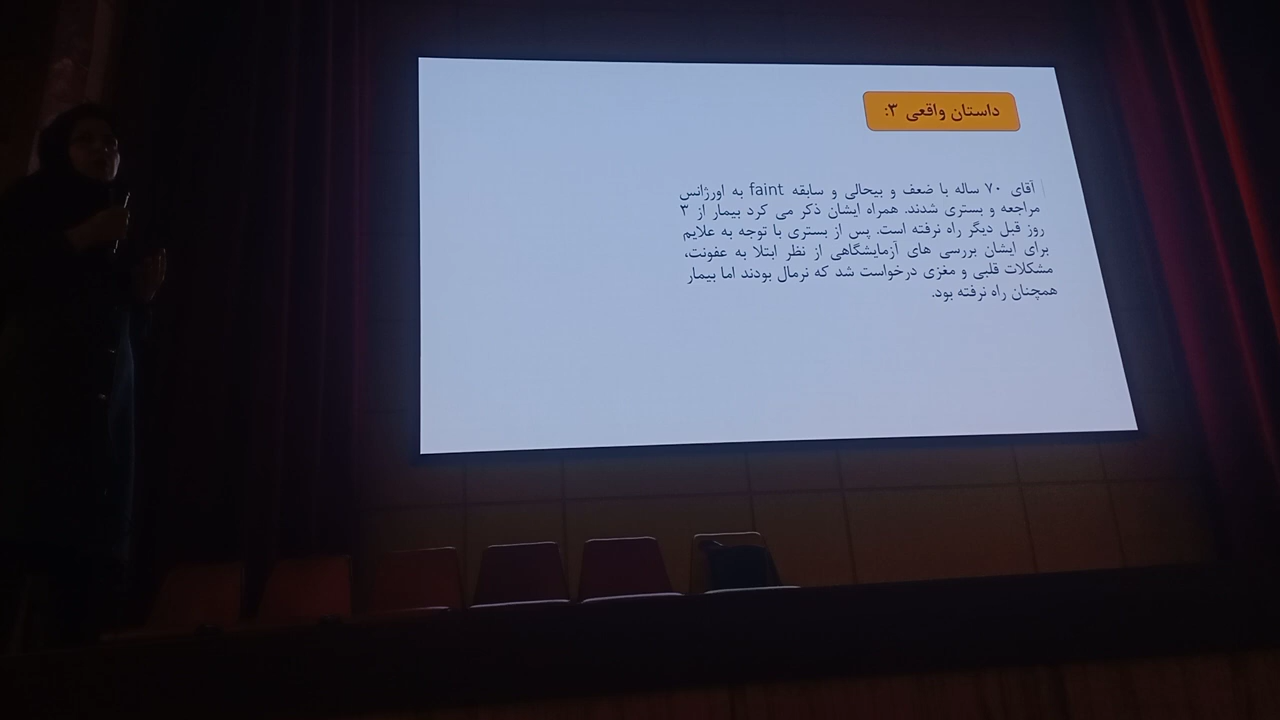 داستان واقعی ۳:
آقای ۷۰ ساله با ضعف و بیحالی و سابقه faint به اورژانس
مراجعه و بستری شدند. همراه ایشان ذکر می کرد بیمار از ۳
روز قبل دیگر راه نرفته است. پس از بستری با توجه به علایم
برای ایشان بررسی های آزمایشگاهی از نظر ابتلا به عفونت،
مشکلات قلبی و مغزی درخواست شد که نرمال بودند اما بیمار
همچنان راه نرفته بود.